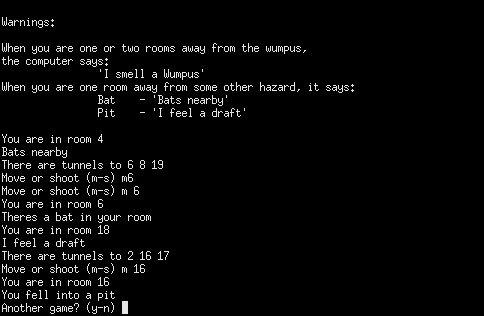 Warnings:
When you are one or two rooms away from the wumpus,
the computer says:
'I smell a Wumpus'
When you are one room away from some other hazard, it says:
Bat    - 'Bats nearby'
Pit    - 'I feel a draft'
You are in room 4
Bats nearby
There are tunnels to 6 8 19
Move or shoot (m-s) m6
Move or shoot (m-s) m 6
You are in room 6
Theres a bat in your room
You are in room 18
I feel a draft
There are tunnels to 2 16 17
Move or shoot (m-s) m 16
You are in room 16
You fell into a pit
Another game? (y-n)